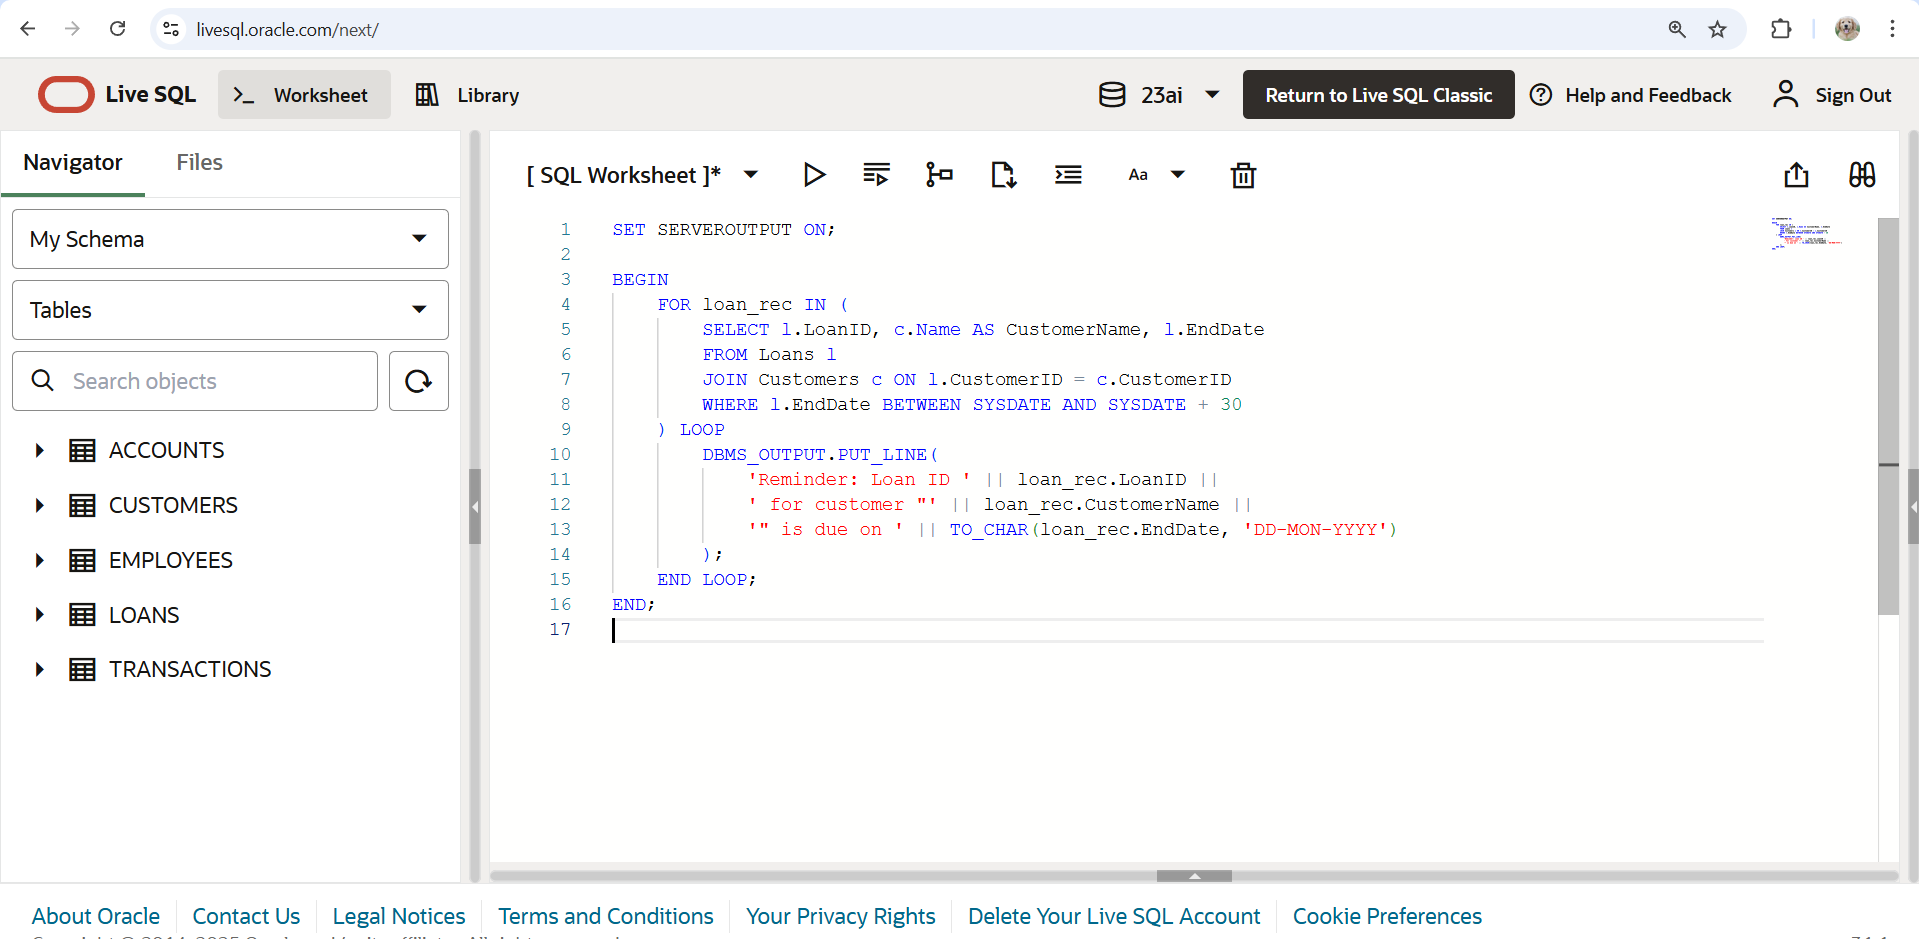 livesql.oracle.com/next/
Live SQL
Worksheet
Library
23ai
Return to Live SQL Classic
Help and Feedback
Sign Out
Navigator
Files
My Schema
Tables
Search objects
ACCOUNTS
CUSTOMERS
EMPLOYEES
LOANS
TRANSACTIONS
[ SQL Worksheet ]*
Aa
1 SET SERVEROUTPUT ON;
2
3 BEGIN
4 FOR loan_rec IN (
5 SELECT l.LoanID, c.Name AS CustomerName, l.EndDate
6 FROM Loans l
7 JOIN Customers c ON l.CustomerID = c.CustomerID
8 WHERE l.EndDate BETWEEN SYSDATE AND SYSDATE + 30
9 ) LOOP
10 DBMS_OUTPUT.PUT_LINE(
11 'Reminder: Loan ID ' || loan_rec.LoanID ||
12 ' for customer "' || loan_rec.CustomerName ||
13 '" is due on ' || TO_CHAR(loan_rec.EndDate, 'DD-MON-YYYY')
14 );
15 END LOOP;
16 END;
17
About Oracle
Contact Us
Legal Notices
Terms and Conditions
Your Privacy Rights
Delete Your Live SQL Account
Cookie Preferences